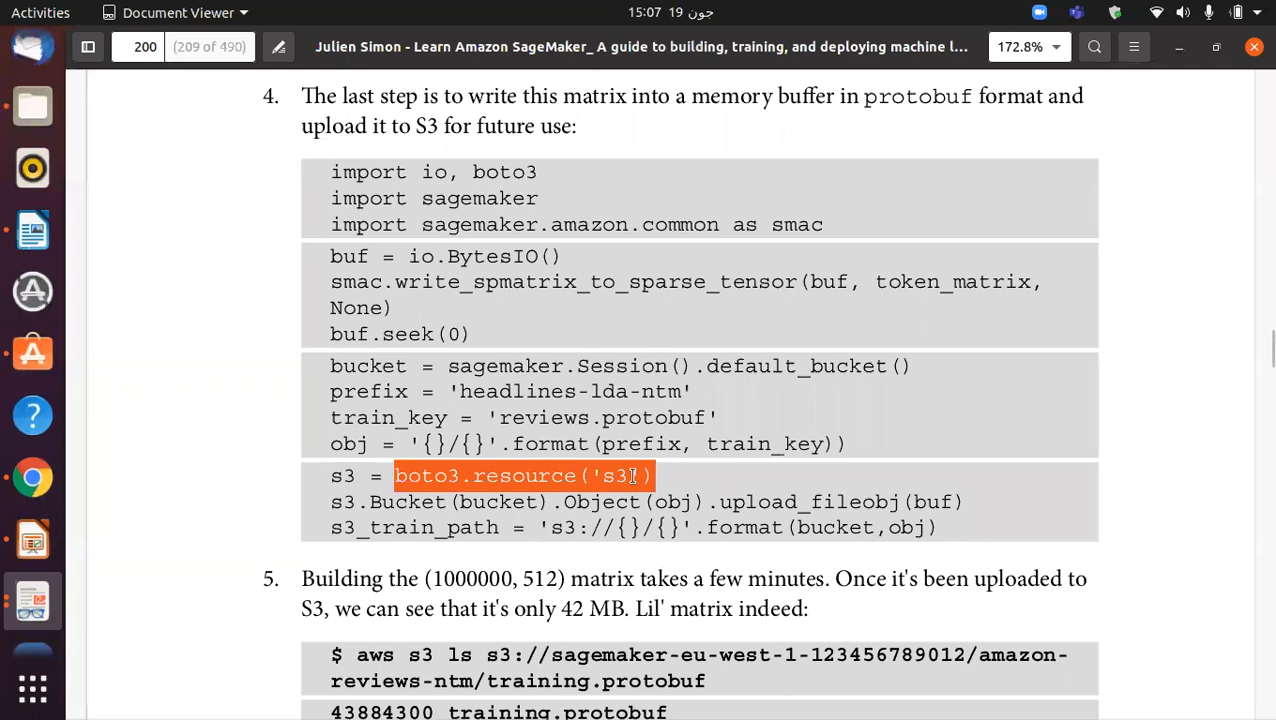 Activities
Document Viewer
15:07 19 جون
200
(209 of 490)
Julien Simon - Learn Amazon SageMaker_ A guide to building, training, and deploying machine l...
172.8%
4. The last step is to write this matrix into a memory buffer in protobuf format and
upload it to S3 for future use:
import io, boto3
import sagemaker
import sagemaker.amazon.common as smac
buf = io.BytesIO()
smac.write_spmatrix_to_sparse_tensor(buf, token_matrix,
None)
buf.seek(0)
bucket = sagemaker.Session().default_bucket()
prefix = 'headlines-lda-ntm'
train_key = 'reviews.protobuf'
obj = '{}/{}'.format(prefix, train_key))
s3 = boto3.resource('s3')
s3.Bucket(bucket).Object(obj).upload_fileobj(buf)
s3_train_path = 's3://{}/{}'.format(bucket,obj)
5. Building the (1000000, 512) matrix takes a few minutes. Once it's been uploaded to
S3, we can see that it's only 42 MB. Lil' matrix indeed:
$ aws s3 ls s3://sagemaker-eu-west-1-123456789012/amazon-
reviews-ntm/training.protobuf
43884300 training.protobuf